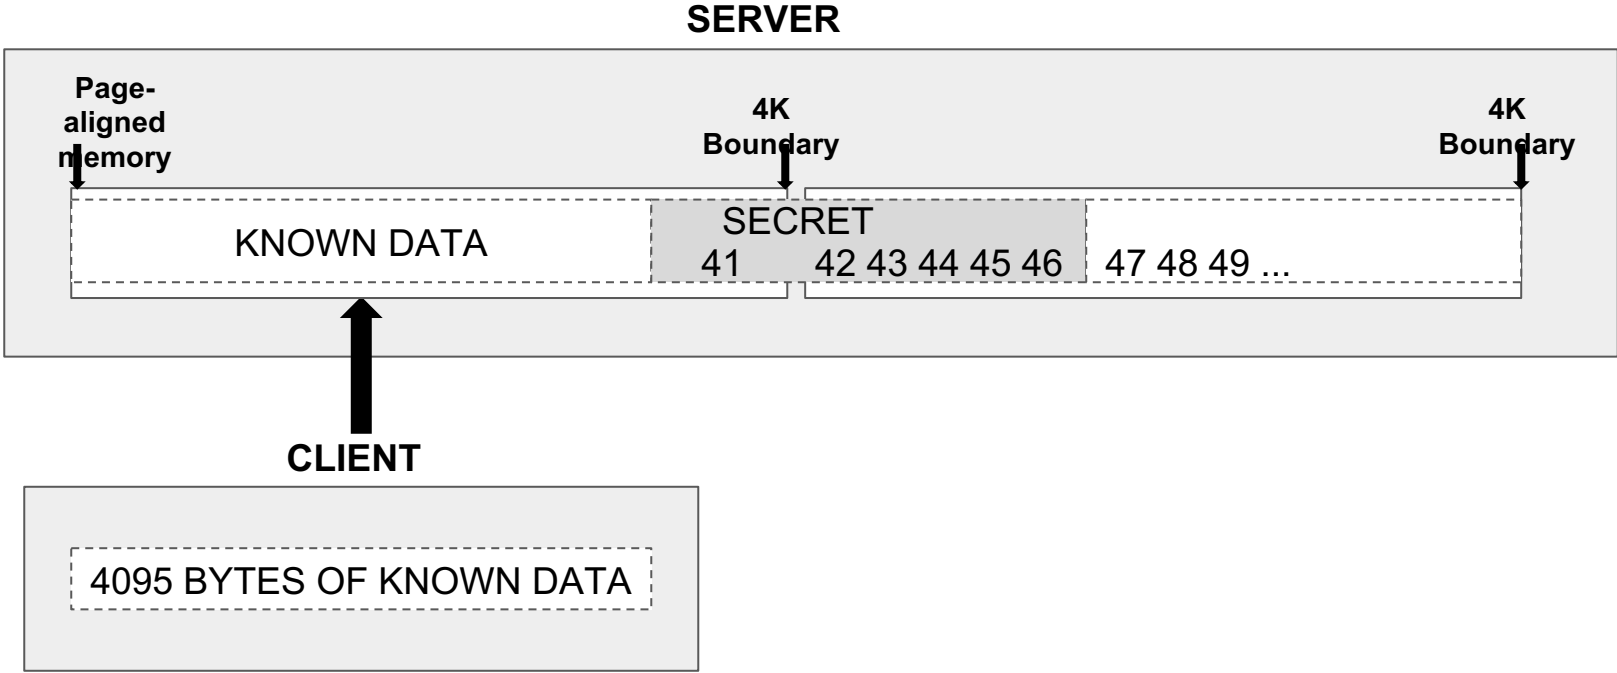 SERVER
Page-
aligned
memory
4K
Boundary
4K
Boundary
KNOWN DATA
SECRET
41 42 43 44 45 46 47 48 49 ...
CLIENT
4095 BYTES OF KNOWN DATA